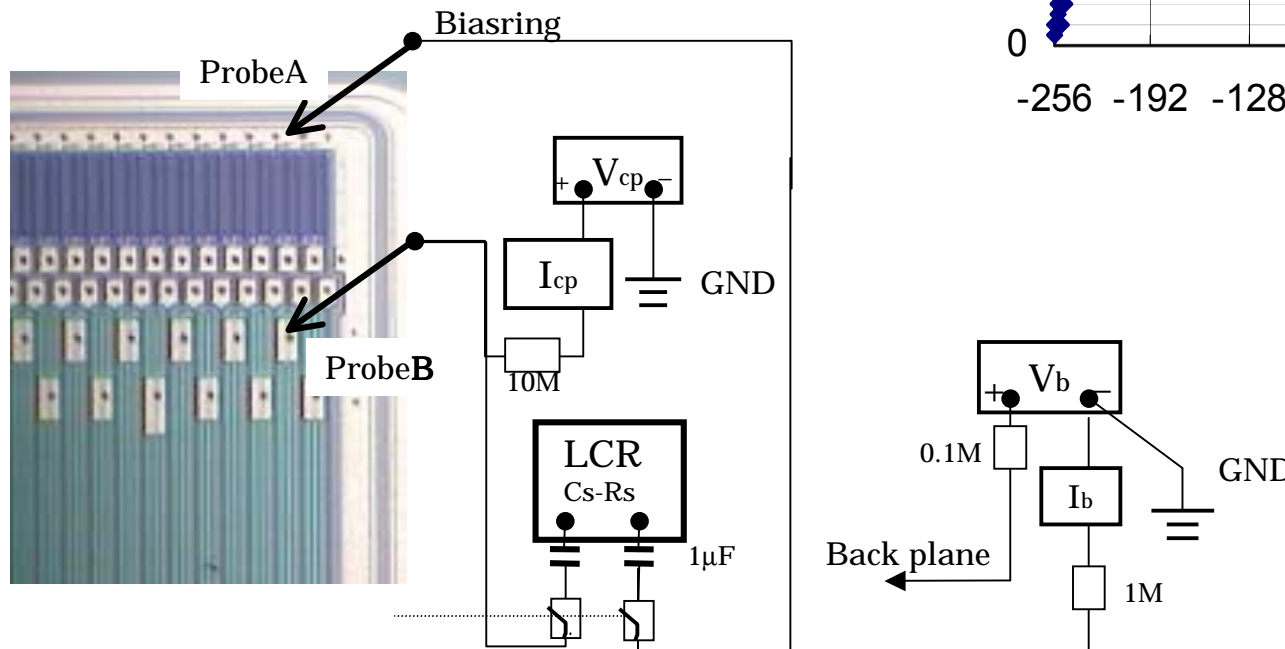 Biasring
0
-256 -192 -128
ProbeA
+ Vcp −
Icp
GND
ProbeB
10M
Vb
+ −
0.1M
LCR
Cs-Rs
GND
Ib
1µF
Back plane
1M